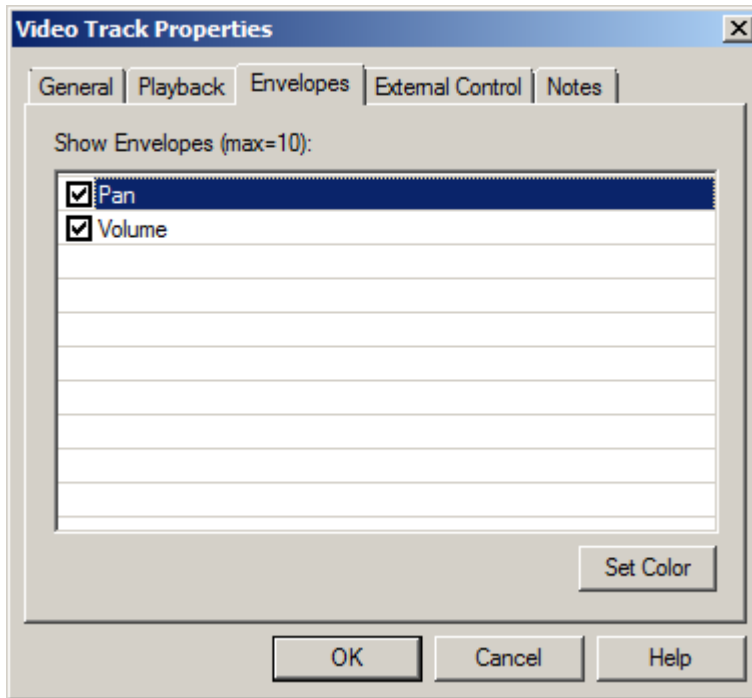 Video Track Properties
General Playback Envelopes External Control Notes
Show Envelopes (max=10):
Pan
Volume
Set Color
OK Cancel Help